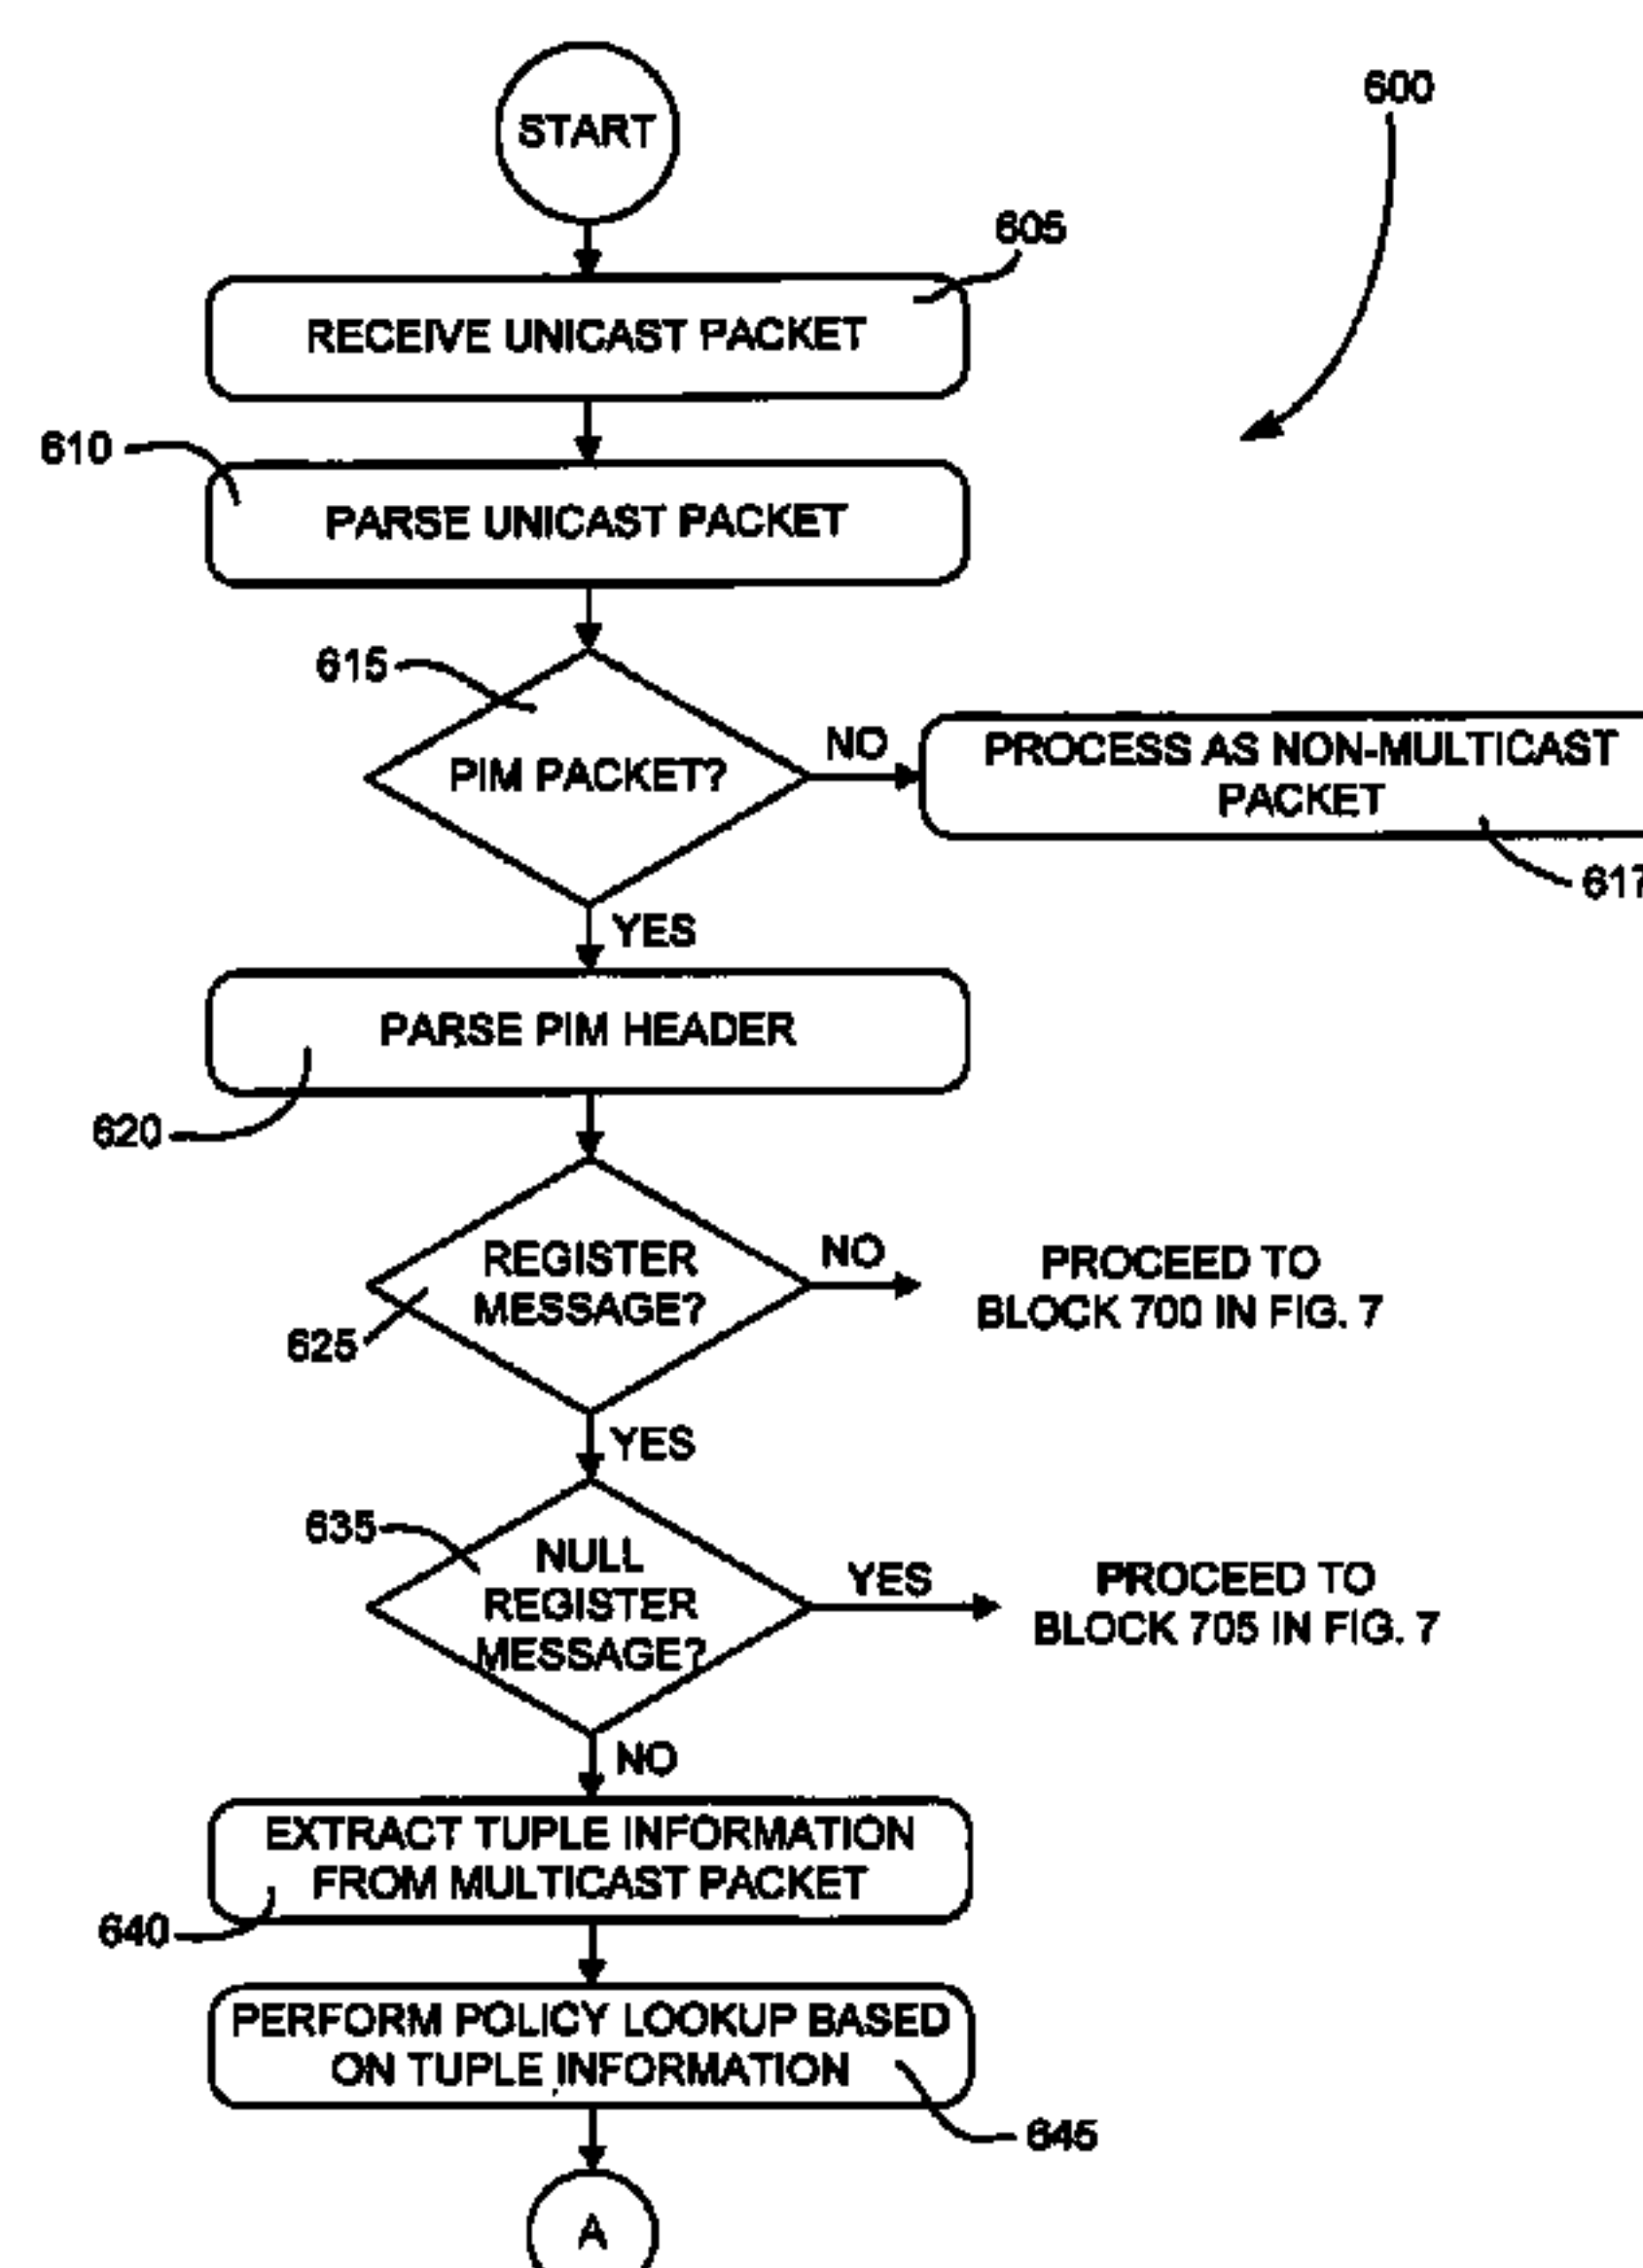 START
600
605
RECEIVE UNICAST PACKET
610
PARSE UNICAST PACKET
615
PIM PACKET?
NO
PROCESS AS NON-MULTICAST
PACKET
617
YES
PARSE PIM HEADER
620
REGISTER
MESSAGE?
NO
PROCEED TO
BLOCK 700 IN FIG. 7
625
YES
635
NULL
REGISTER
MESSAGE?
YES
PROCEED TO
BLOCK 705 IN FIG. 7
NO
EXTRACT TUPLE INFORMATION
FROM MULTICAST PACKET
640
PERFORM POLICY LOOKUP BASED
ON TUPLE INFORMATION
645
A